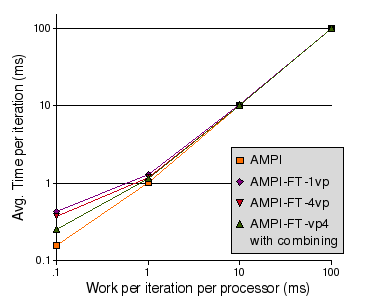 100
10
1
0.1
Avg. Time per iteration (ms)
AMPI
AMPI-FT-1vp
AMPI-FT-4vp
AMPI-FT-vp4
with combining
.1
1
10
100
Work per iteration per processor (ms)